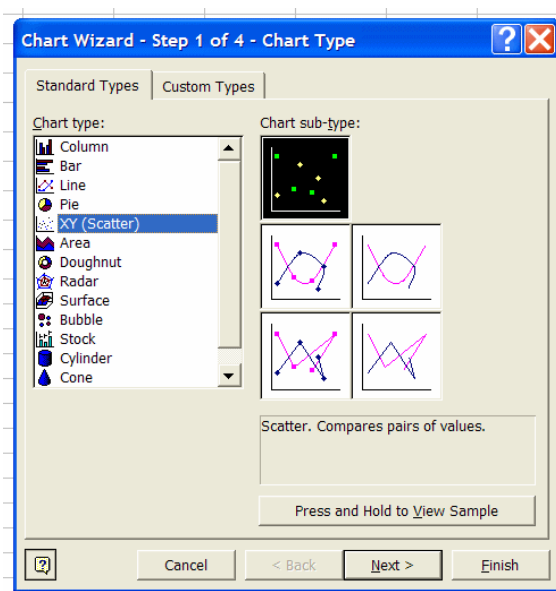 Chart Wizard - Step 1 of 4 - Chart Type
Standard Types
Custom Types
Chart type:
Chart sub-type:
Column
Bar
Line
Pie
XY (Scatter)
Area
Doughnut
Radar
Surface
Bubble
Stock
Cylinder
Cone
Scatter. Compares pairs of values.
Press and Hold to View Sample
Cancel
< Back
Next >
Finish